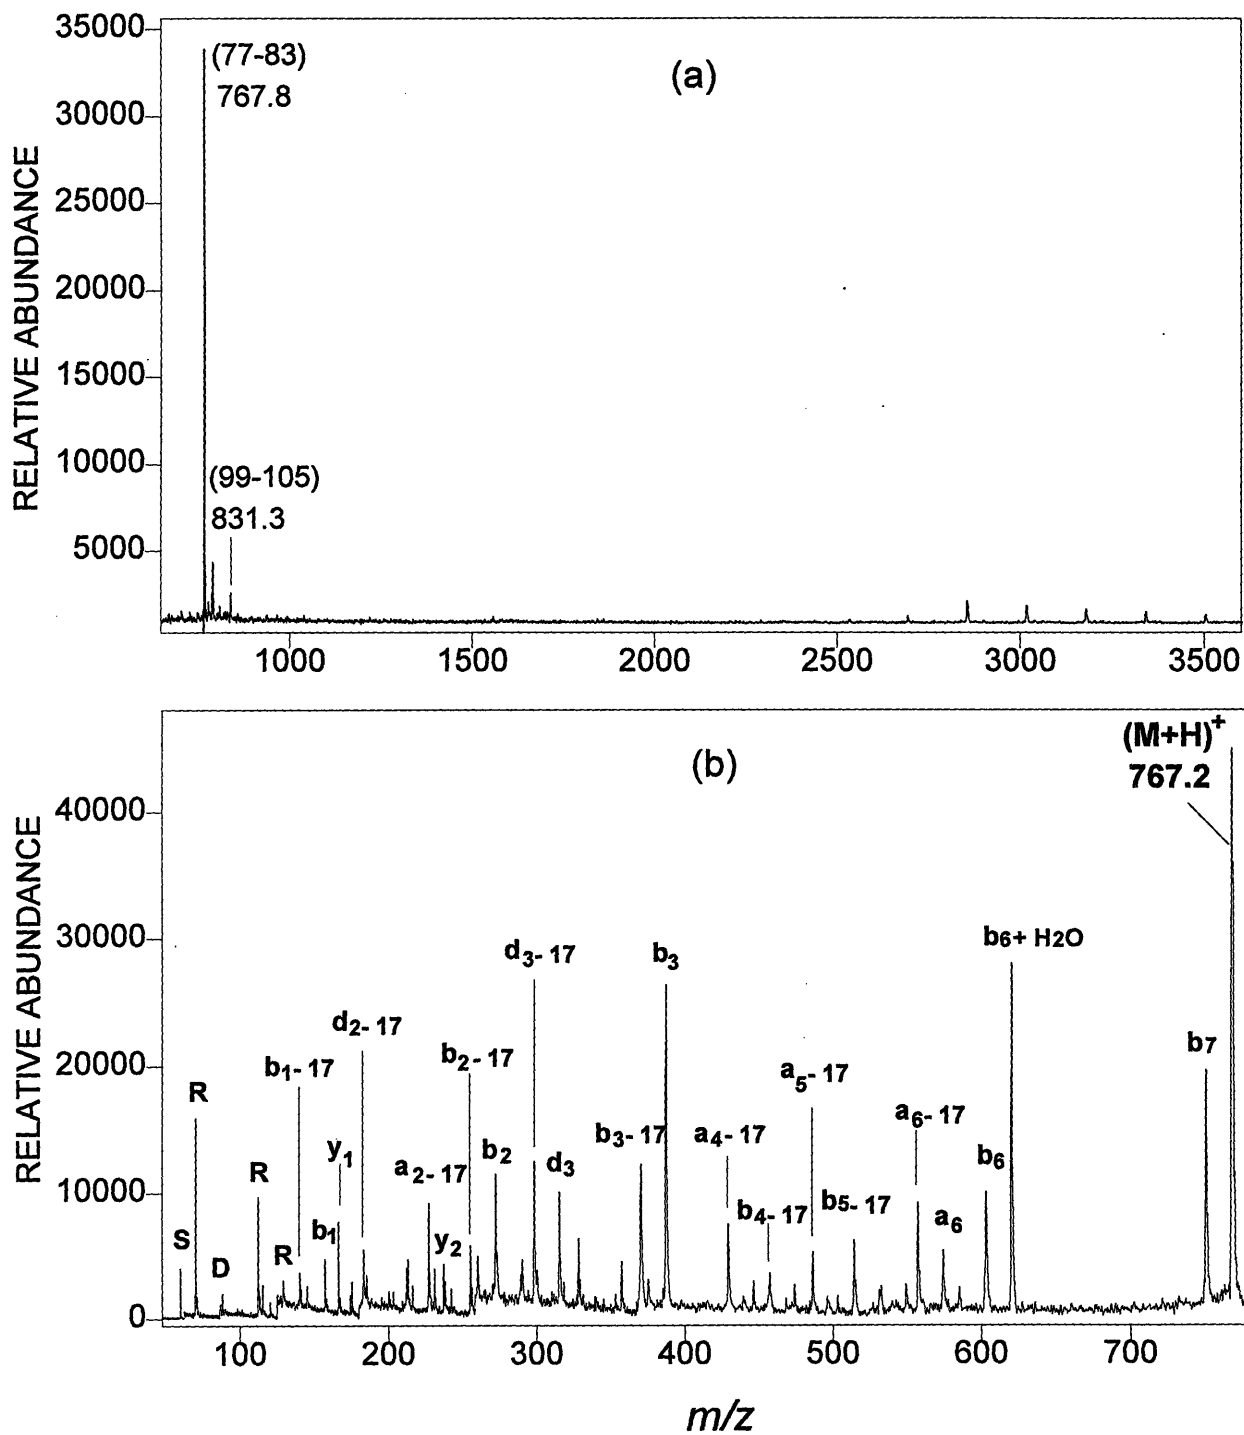 35000
30000
25000
20000
15000
10000
5000
RELATIVE ABUNDANCE
(77-83)
767.8
(a)
(99-105)
831.3
1000 1500 2000 2500 3000 3500
(b)
(M+H)+
767.2
40000
30000
20000
10000
0
RELATIVE ABUNDANCE
S
R
D
R
R
b1- 17
b1
y1
d2- 17
a2- 17
y2
b2- 17
b2
d3- 17
d3
b3- 17
b3
a4- 17
b4- 17
a5- 17
b5- 17
a6- 17
a6
b6
b6+ H2O
b7
100 200 300 400 500 600 700
m/z